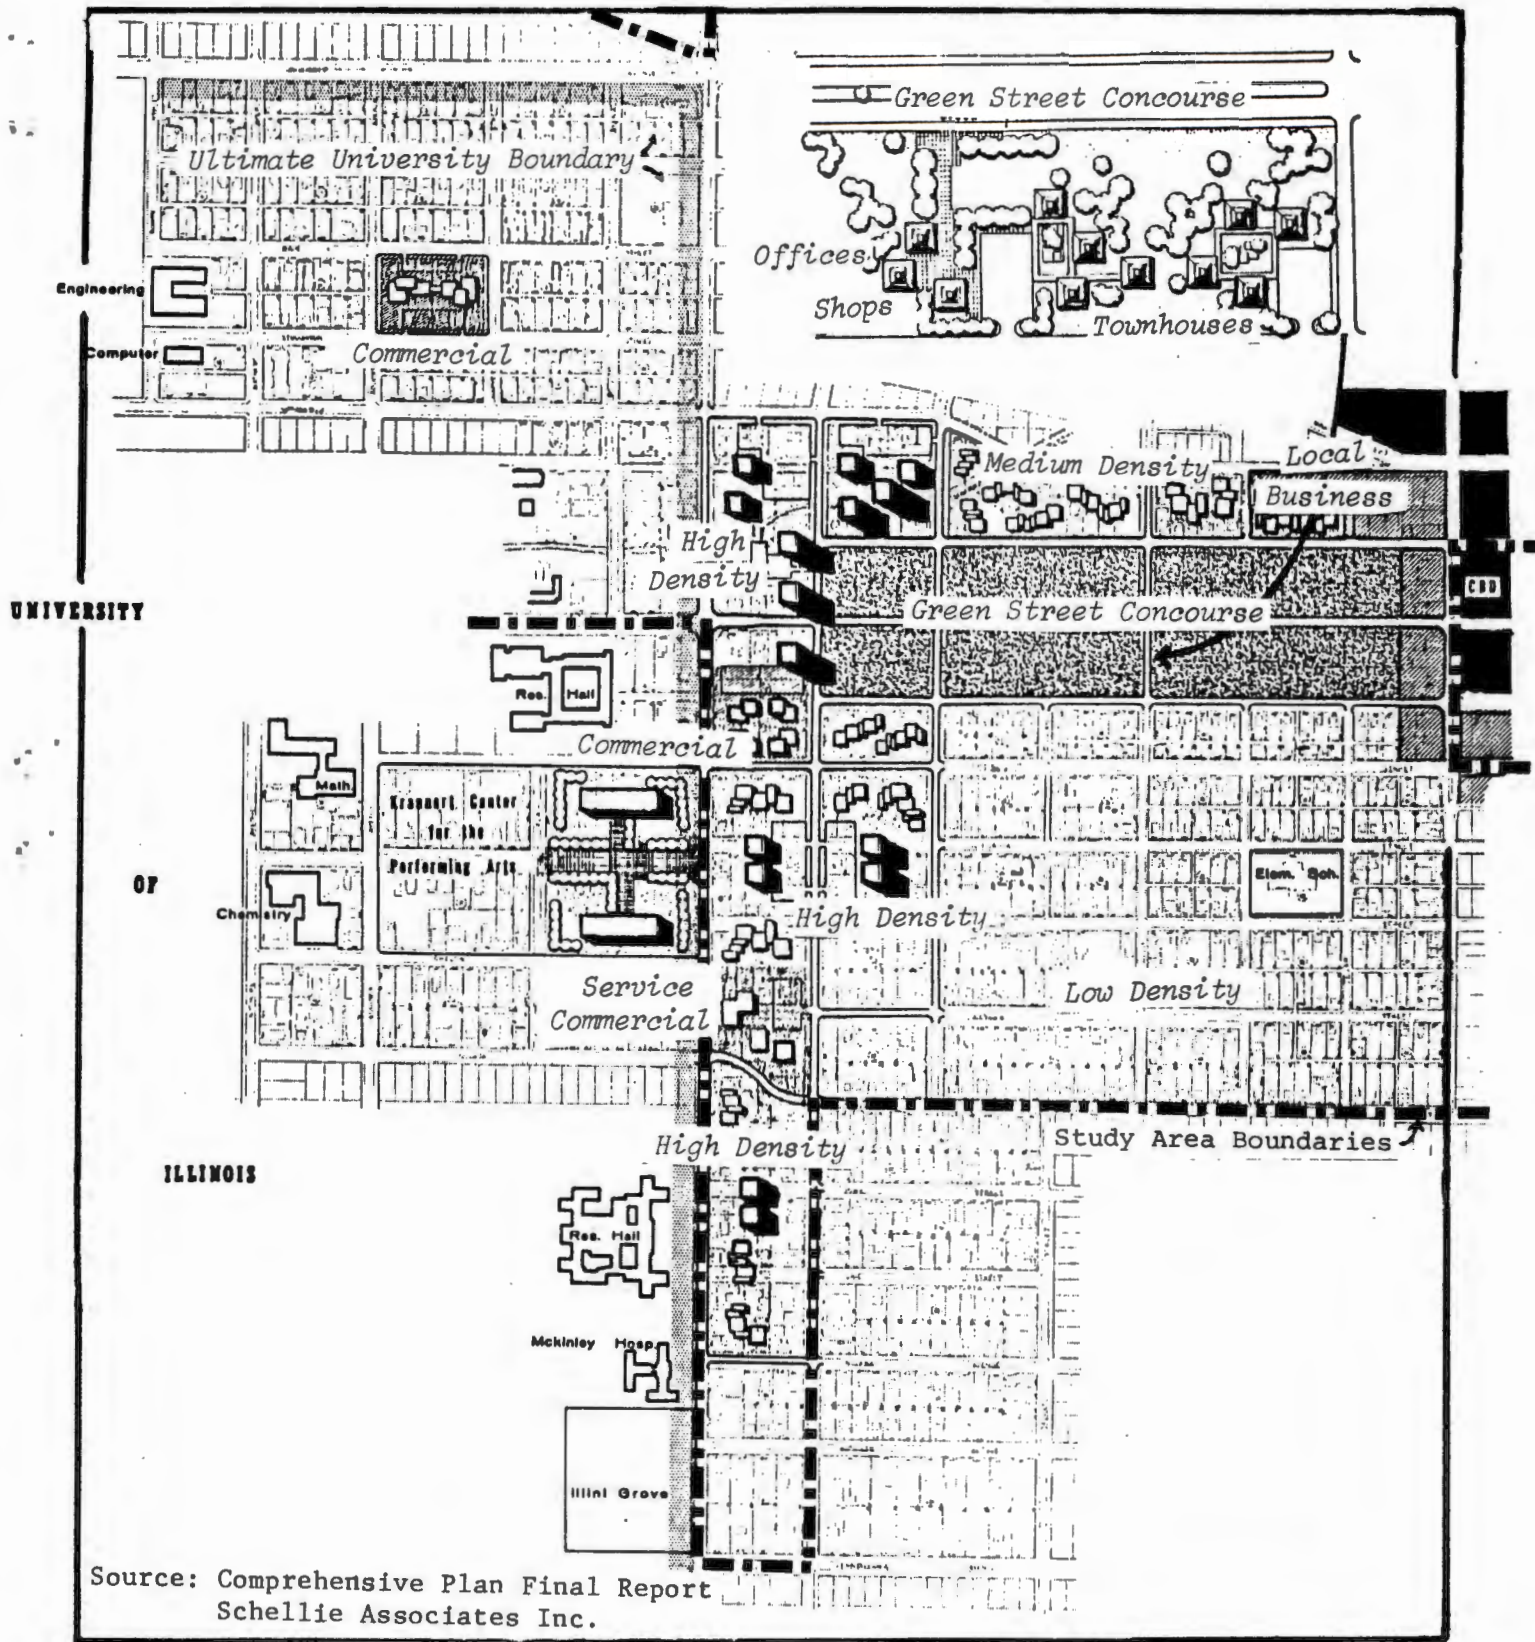 Green Street Concourse
Ultimate University Boundary
Offices
Shops
Townhouses
Engineering
Computer
Commercial
Medium Density
Local
Business
High
Density
CBD
Green Street Concourse
UNIVERSITY
Res. Hall
Commercial
Math
Krannert Center
for the
Performing Arts
OF
Elem. Sch.
Chemistry
High Density
Service
Commercial
Low Density
High Density
Study Area Boundaries
ILLINOIS
Res. Hall
Mckinley Hosp.
Illini Grove
Source: Comprehensive Plan Final Report
Schellie Associates Inc.